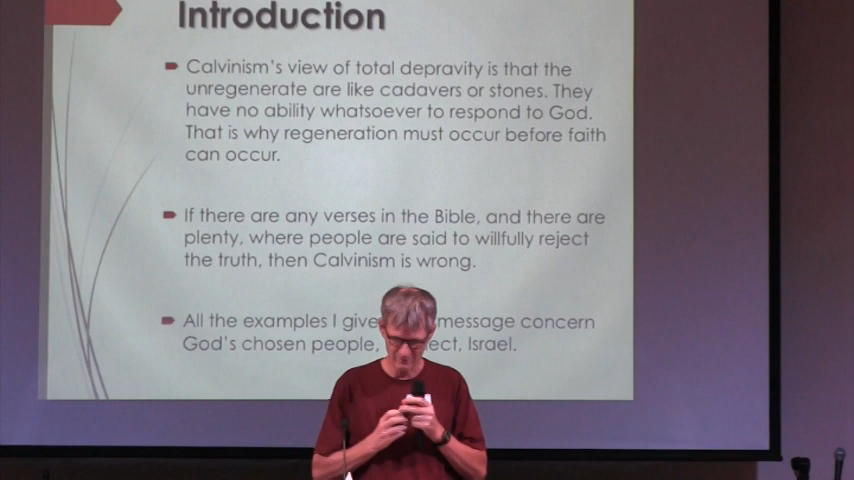 Introduction
Calvinism's view of total depravity is that the
unregenerate are like cadavers or stones. They
have no ability whatsoever to respond to God.
That is why regeneration must occur before faith
can occur.
If there are any verses in the Bible, and there are
plenty, where people are said to willfully reject
the truth, then Calvinism is wrong.
All the examples I give message concern
God's chosen people, Israel.